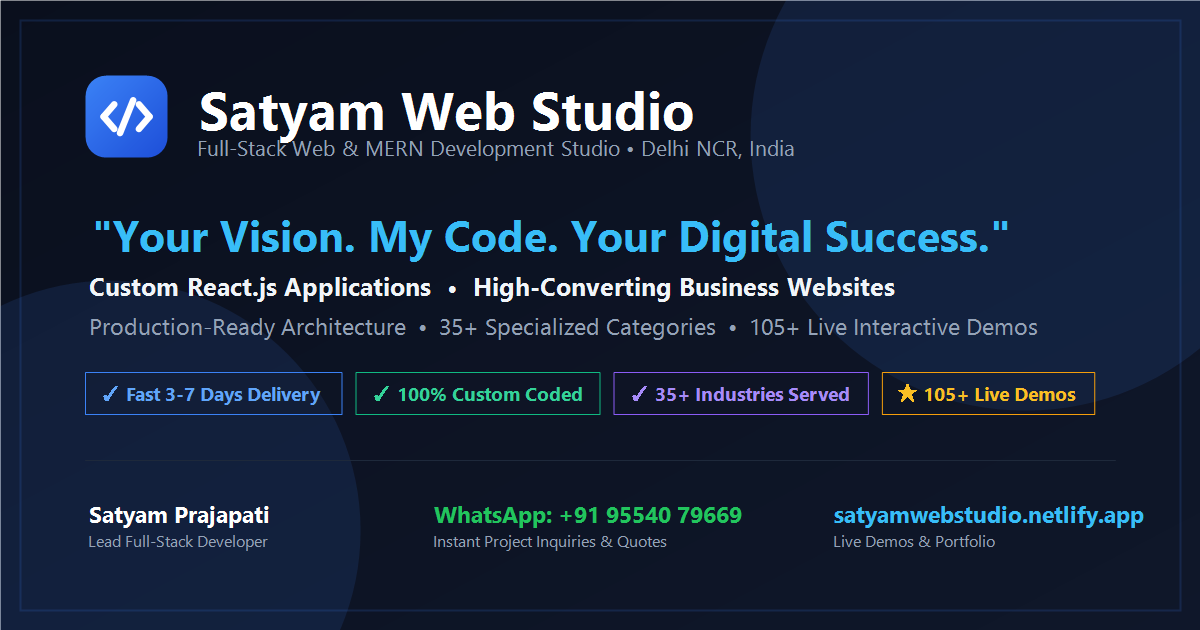 </>
Satyam Web Studio
Full-Stack Web & MERN Development Studio • Delhi NCR, India
"Your Vision. My Code. Your Digital Success."
Custom React.js Applications • High-Converting Business Websites
Production-Ready Architecture • 35+ Specialized Categories • 105+ Live Interactive Demos
✓ Fast 3-7 Days Delivery ✓ 100% Custom Coded ✓ 35+ Industries Served ★ 105+ Live Demos
Satyam Prajapati WhatsApp: +91 95540 79669 satyamwebstudio.netlify.app
Lead Full-Stack Developer Instant Project Inquiries & Quotes Live Demos & Portfolio